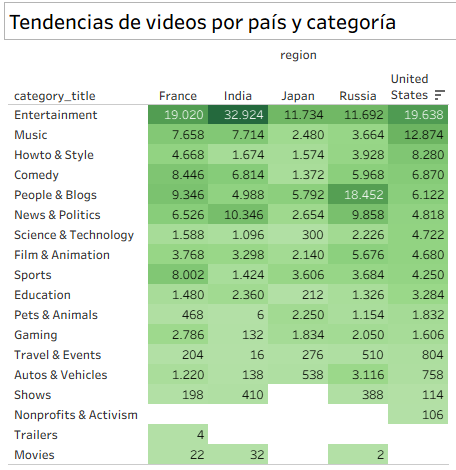 Tendencias de videos por país y categoría
region
category_title France India Japan Russia United States
Entertainment 19.020 32.924 11.734 11.692 19.638
Music 7.658 7.714 2.480 3.664 12.874
Howto & Style 4.668 1.674 1.574 3.928 8.280
Comedy 8.446 6.814 1.372 5.968 6.870
People & Blogs 9.346 4.988 5.792 18.452 6.122
News & Politics 6.526 10.346 2.654 9.858 4.818
Science & Technology 1.588 1.096 300 2.226 4.722
Film & Animation 3.768 3.298 2.140 5.676 4.680
Sports 8.002 1.424 3.606 3.684 4.250
Education 1.480 2.360 212 1.326 3.284
Pets & Animals 468 6 2.250 1.154 1.832
Gaming 2.786 132 1.834 2.050 1.606
Travel & Events 204 16 276 510 804
Autos & Vehicles 1.220 138 538 3.116 758
Shows 198 410 388 114
Nonprofits & Activism 106
Trailers 4
Movies 22 32 2